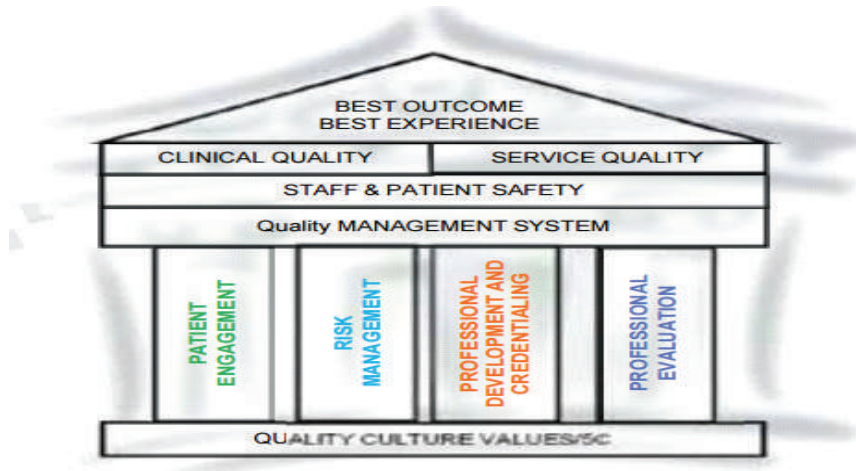 BEST OUTCOME
BEST EXPERIENCE
CLINICAL QUALITY
SERVICE QUALITY
STAFF & PATIENT SAFETY
Quality MANAGEMENT SYSTEM
PATIENT
ENGAGEMENT
RISK
MANAGEMENT
PROFESSIONAL
DEVELOPMENT AND
CREDENTIALING
PROFESSIONAL
EVALUATION
QUALITY CULTURE VALUES/5C